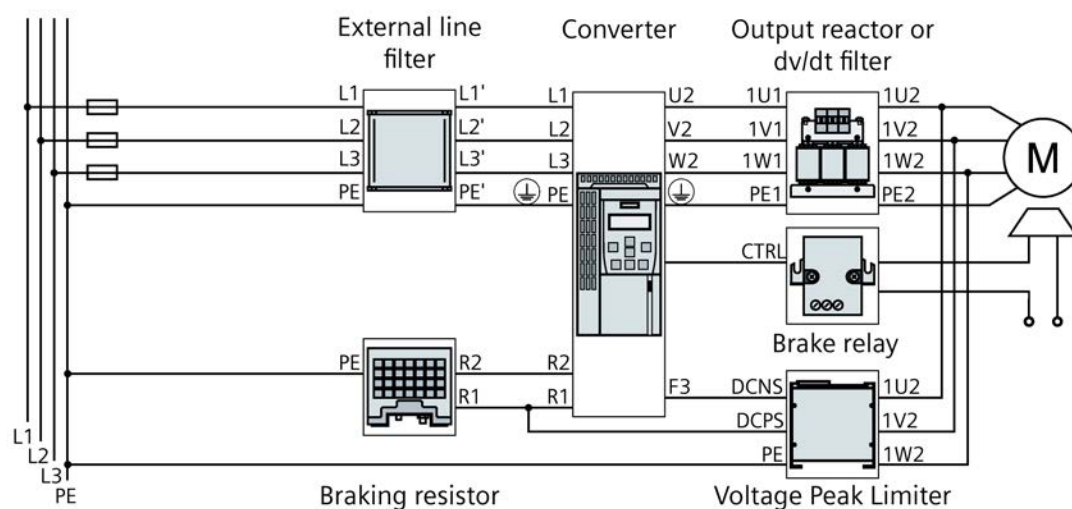 External line
filter
Converter
Output reactor or
dv/dt filter
L1 L1' L1 U2 1U1 1U2
L2 L2' L2 V2 1V1 1V2
L3 L3' L3 W2 1W1 1W2
M
PE PE' PE PE1 PE2
CTRL
Brake relay
PE R2 R2
F3 DCNS 1U2
R1 R1
DCPS 1V2
L1
L2
PE 1W2
L3
PE
Braking resistor
Voltage Peak Limiter